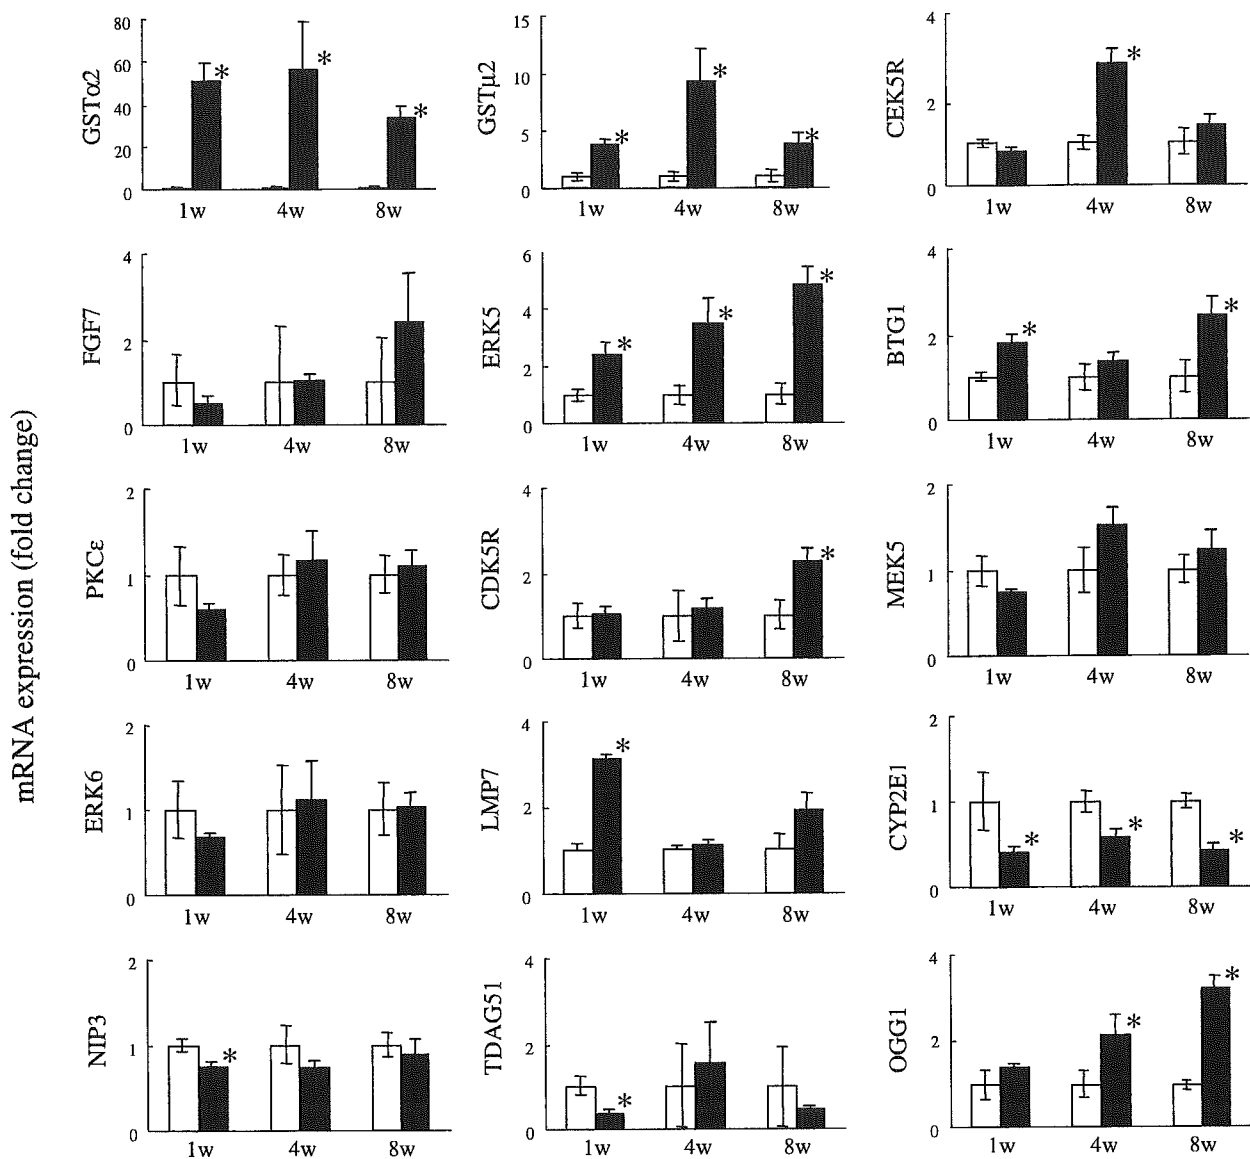 mRNA expression (fold change)
GSTα2
80
60
40
20
0
*
*
*
1w 4w 8w
GSTμ2
15
10
5
0
*
*
*
1w 4w 8w
CEK5R
4
2
0
*
1w 4w 8w
FGF7
4
2
0
1w 4w 8w
ERK5
6
4
2
0
*
*
*
1w 4w 8w
BTG1
4
2
0
*
*
1w 4w 8w
PKCε
2
1
0
1w 4w 8w
CDK5R
4
2
0
*
1w 4w 8w
MEK5
2
1
0
1w 4w 8w
ERK6
2
1
0
1w 4w 8w
LMP7
4
2
0
*
1w 4w 8w
CYP2E1
2
1
0
*
*
*
1w 4w 8w
NIP3
2
1
0
*
1w 4w 8w
TDAG51
4
2
0
*
1w 4w 8w
OGG1
4
2
0
*
*
1w 4w 8w